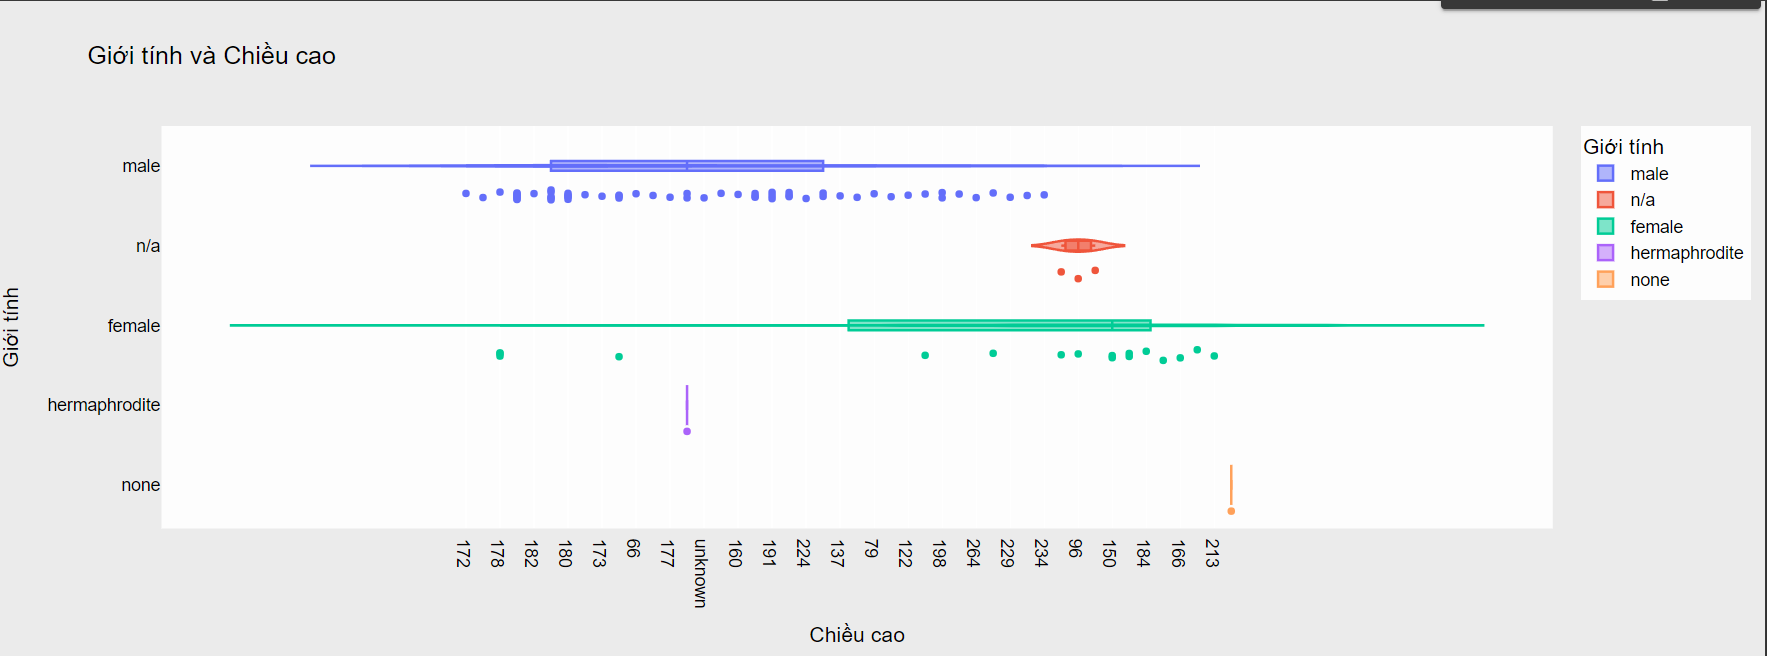 Giới tính và Chiều cao
male
n/a
female
hermaphrodite
none
Giới tính
172
178
182
180
173
66
177
unknown
160
191
224
137
79
122
198
264
229
234
96
150
184
166
213
Chiều cao
Giới tính
male
n/a
female
hermaphrodite
none